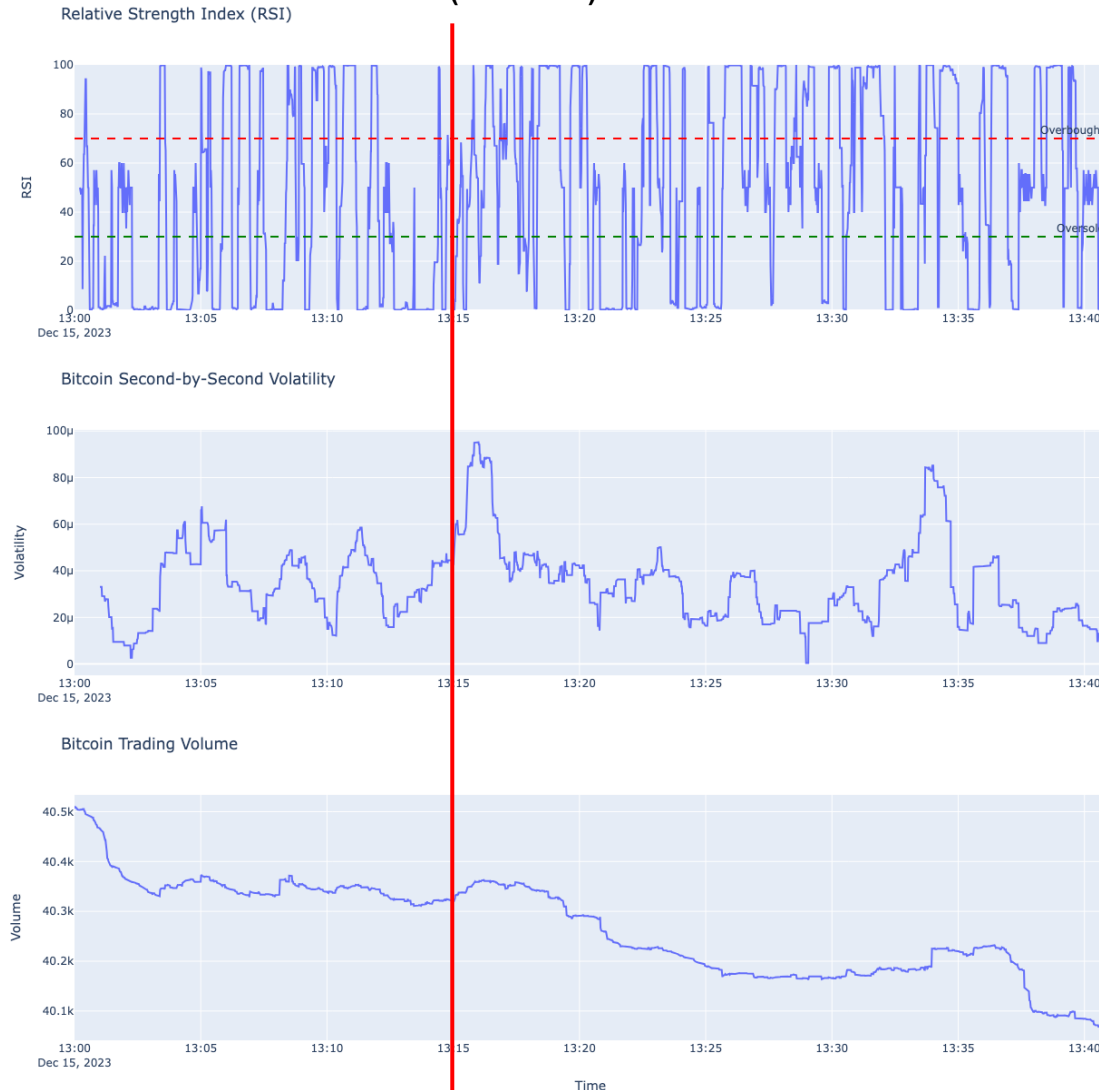 Relative Strength Index (RSI)
100
80
60
40
20
0
RSI
Overbough
Oversol
13:00
13:05
13:10
13:15
13:20
13:25
13:30
13:35
13:40
Dec 15, 2023
Bitcoin Second-by-Second Volatility
100μ
80μ
60μ
40μ
20μ
0
Volatility
13:00
13:05
13:10
13:15
13:20
13:25
13:30
13:35
13:40
Dec 15, 2023
Bitcoin Trading Volume
40.5k
40.4k
40.3k
40.2k
40.1k
Volume
13:00
13:05
13:10
13:15
13:20
13:25
13:30
13:35
13:40
Dec 15, 2023
Time